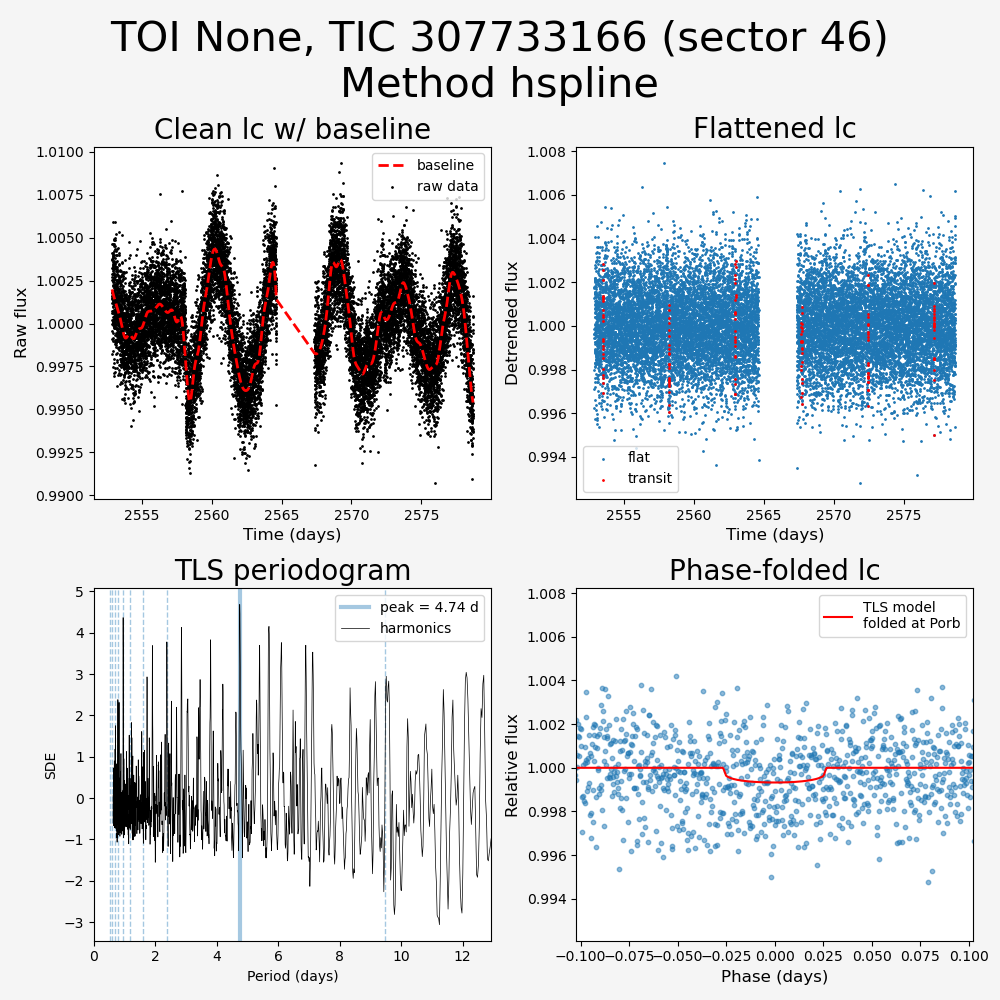 TOI None, TIC 307733166 (sector 46)
Method hspline
Clean lc w/ baseline
1.0100
1.0075
1.0050
1.0025
1.0000
0.9975
0.9950
0.9925
0.9900
Raw flux
baseline
raw data
2555
2560
2565
2570
2575
Time (days)
Flattened lc
1.008
1.006
1.004
1.002
1.000
0.998
0.996
0.994
Detrended flux
flat
transit
2555
2560
2565
2570
2575
Time (days)
TLS periodogram
5
4
3
2
1
0
−1
−2
−3
SDE
peak = 4.74 d
harmonics
0
2
4
6
8
10
12
Period (days)
Phase-folded lc
1.008
1.006
1.004
1.002
1.000
0.998
0.996
0.994
Relative flux
TLS model
folded at Porb
−0.100
−0.075
−0.050
−0.025
0.000
0.025
0.050
0.075
0.100
Phase (days)